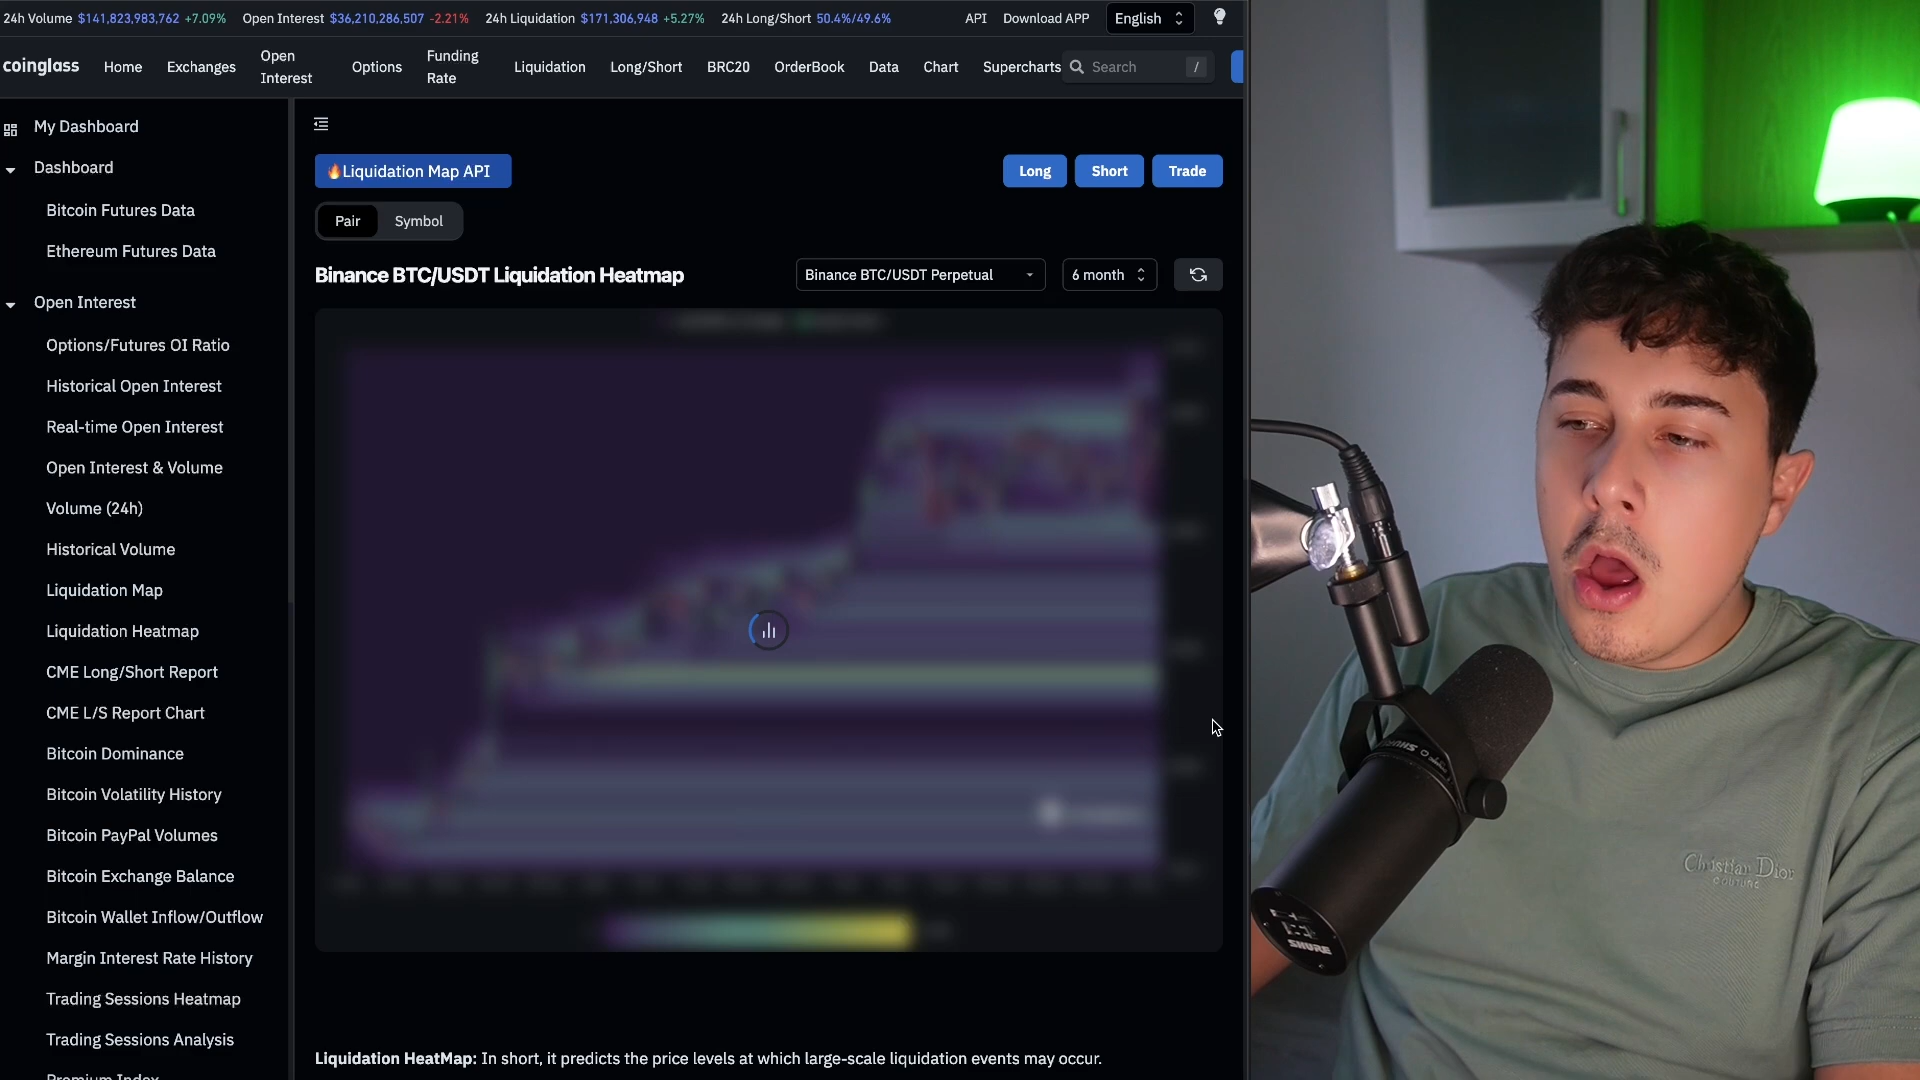 24h Volume $141,823,983,762 +7.09% Open Interest $36,210,286,507 -2.21% 24h Liquidation $171,306,948 +5.27% 24h Long/Short 50.4%/49.6% API Download APP English
coinglass Home Exchanges Open Interest Options Funding Rate Liquidation Long/Short BRC20 OrderBook Data Chart Supercharts Search /
My Dashboard
Dashboard
Bitcoin Futures Data
Ethereum Futures Data
Open Interest
Options/Futures OI Ratio
Historical Open Interest
Real-time Open Interest
Open Interest & Volume
Volume (24h)
Historical Volume
Liquidation Map
Liquidation Heatmap
CME Long/Short Report
CME L/S Report Chart
Bitcoin Dominance
Bitcoin Volatility History
Bitcoin PayPal Volumes
Bitcoin Exchange Balance
Bitcoin Wallet Inflow/Outflow
Margin Interest Rate History
Trading Sessions Heatmap
Trading Sessions Analysis
Premium Index
🔥Liquidation Map API Long Short Trade
Pair Symbol
Binance BTC/USDT Liquidation Heatmap Binance BTC/USDT Perpetual 6 month
Liquidation HeatMap: In short, it predicts the price levels at which large-scale liquidation events may occur.
SHURE
Christian Dior
COUTURE